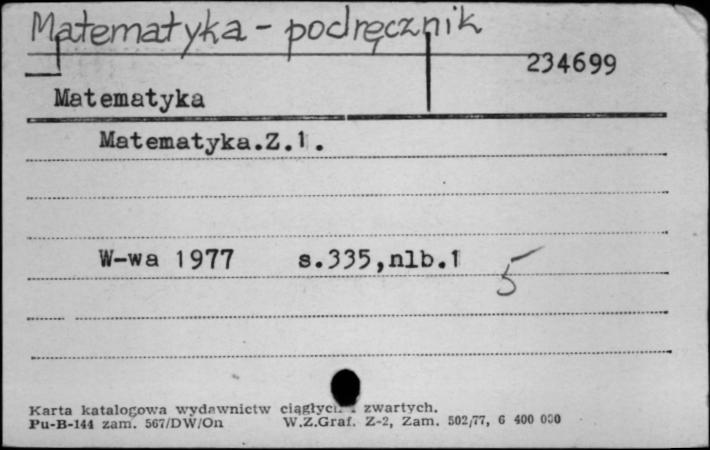 Matematyka - podręcznik
234699
Matematyka
Matematyka.Z.1.
W-wa 1977 s.335,nlb.1
5
Karta katalogowa wydawnictw ciągłych i zwartych.
Pu-B-144 zam. 567/DW/On W.Z.Graf. Z-2, Zam. 502/77, 6 400 000